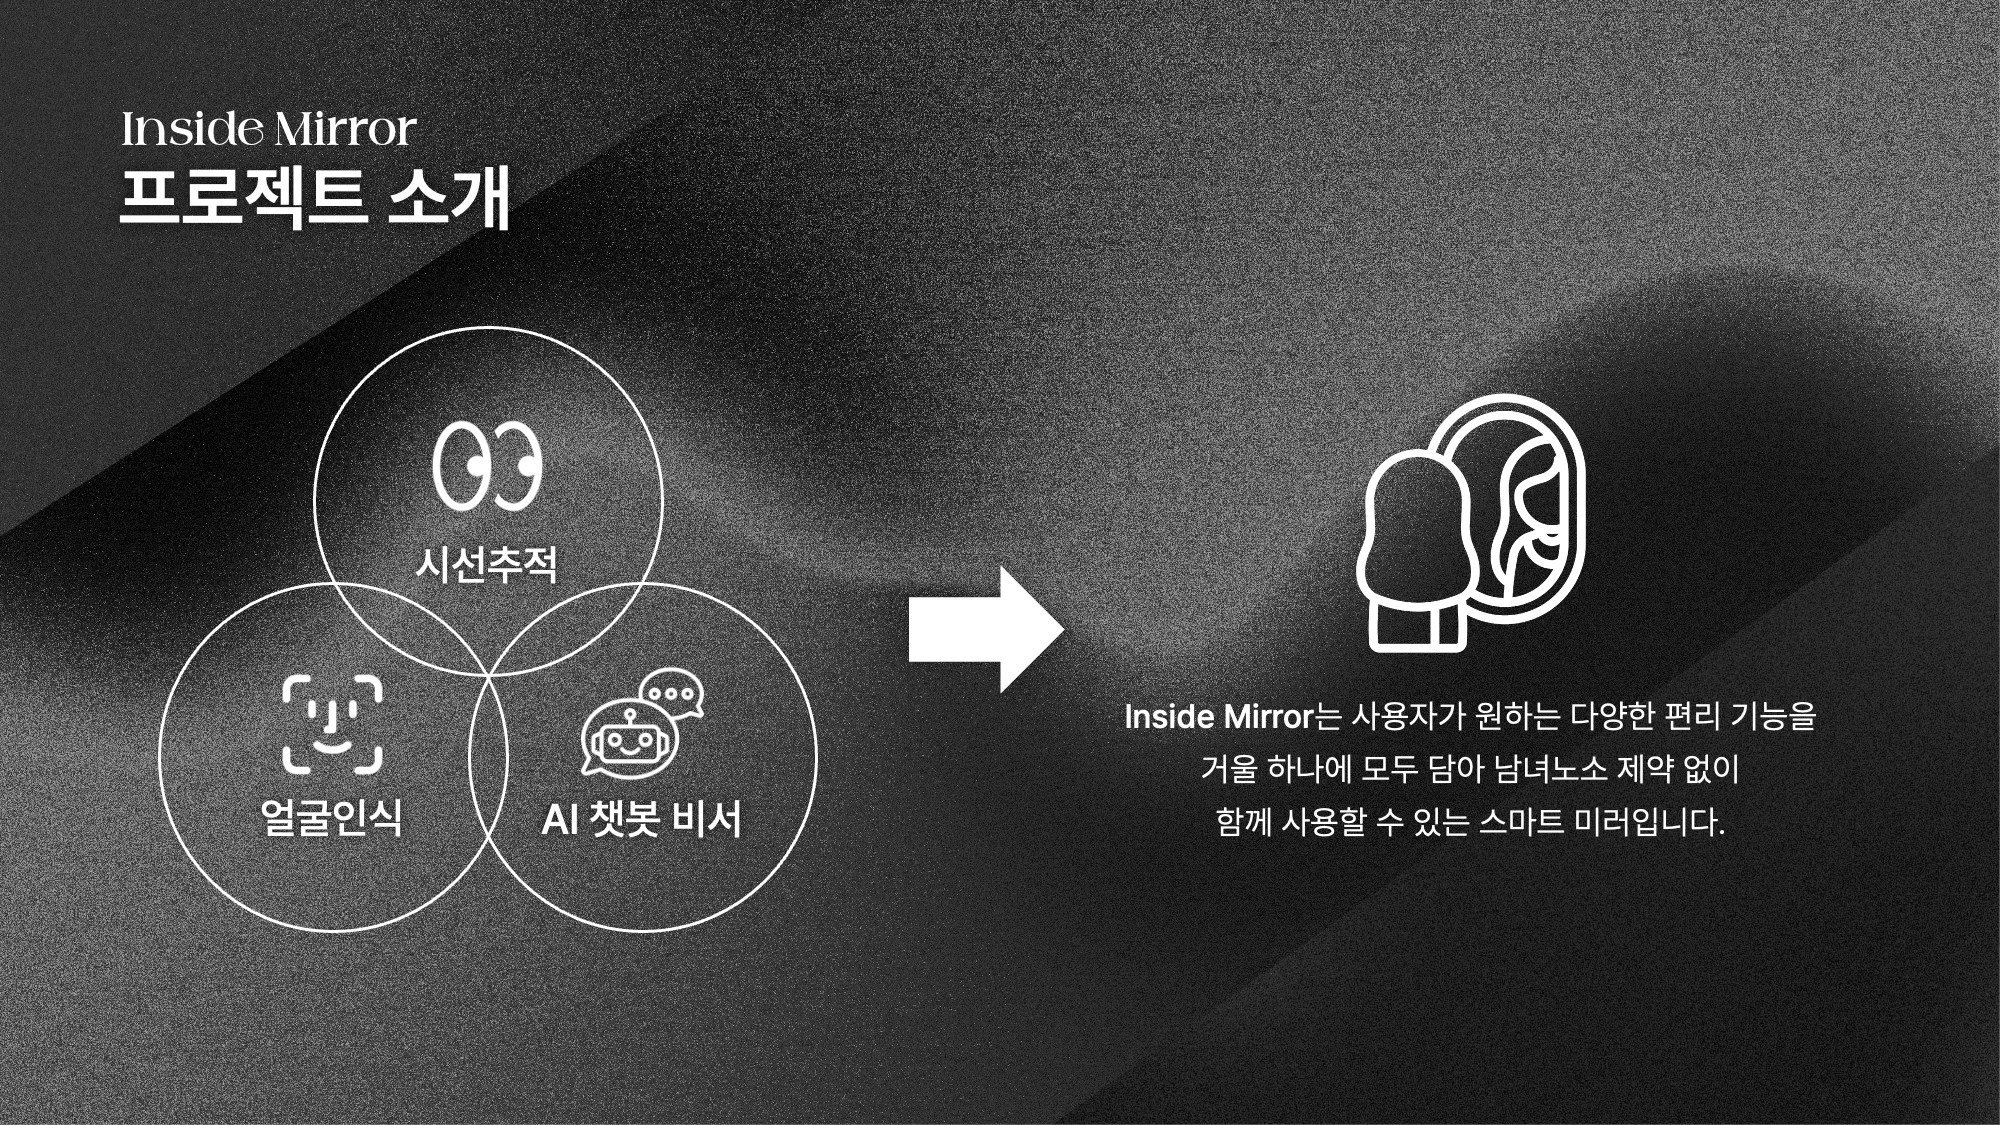 Inside Mirror
프로젝트 소개
시선추적
얼굴인식
AI 챗봇 비서
Inside Mirror는 사용자가 원하는 다양한 편리 기능을
거울 하나에 모두 담아 남녀노소 제약 없이
함께 사용할 수 있는 스마트 미러입니다.